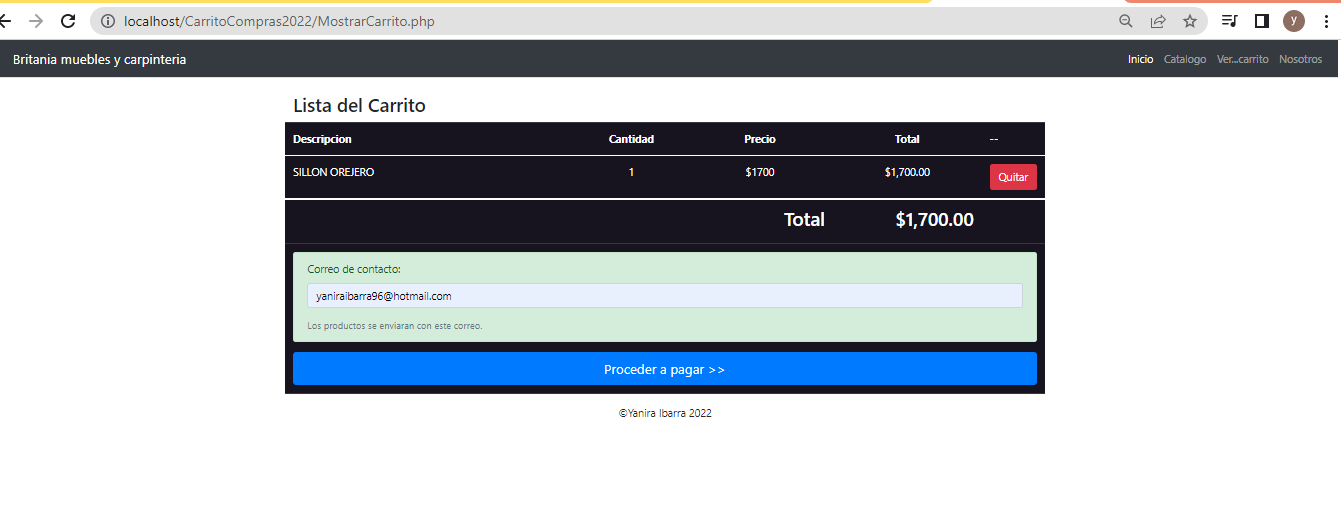 localhost/CarritoCompras2022/MostrarCarrito.php
y
Britania muebles y carpinteria
Inicio Catalogo Ver...carrito Nosotros
Lista del Carrito
Descripcion Cantidad Precio Total --
SILLON OREJERO 1 $1700 $1,700.00 Quitar
Total $1,700.00
Correo de contacto:
yaniraibarra96@hotmail.com
Los productos se enviaran con este correo.
Proceder a pagar >>
©Yanira Ibarra 2022